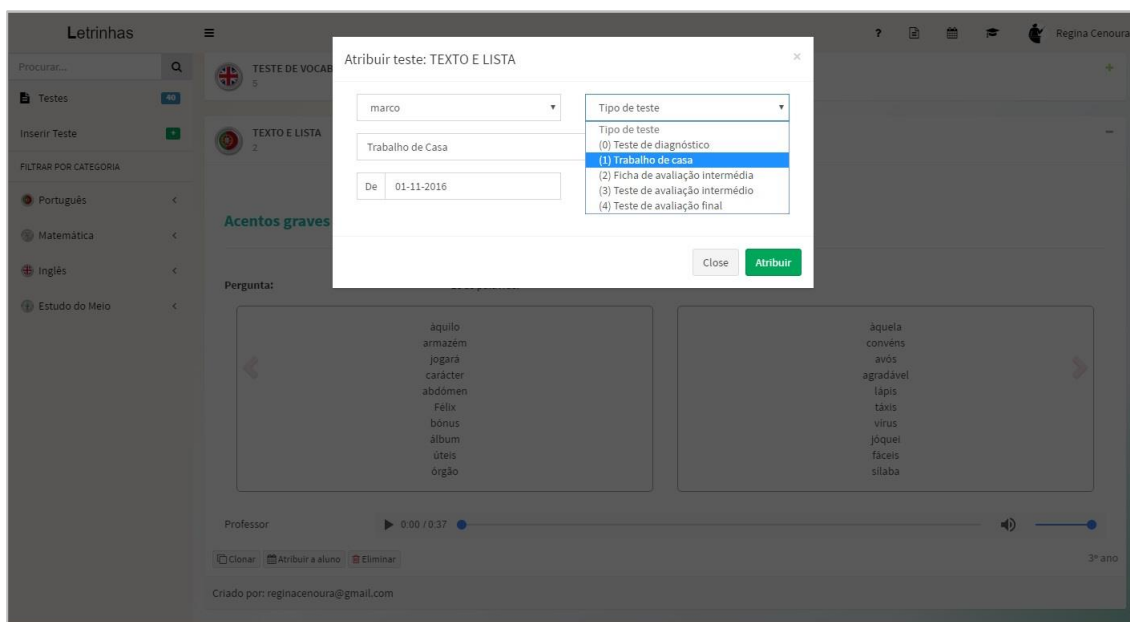 Letrinhas
? Regina Cenoura
Procurar...
Testes 40
Inserir Teste +
FILTRAR POR CATEGORIA
Português
Matemática
Inglês
Estudo do Meio
TESTE DE VOCAB
5
TEXTO E LISTA
2
Acentos graves
Pergunta:
Atribuir teste: TEXTO E LISTA ×
marco
Tipo de teste
Tipo de teste
(0) Teste de diagnóstico
(1) Trabalho de casa
(2) Ficha de avaliação intermédia
(3) Teste de avaliação intermédio
(4) Teste de avaliação final
Trabalho de Casa
De 01-11-2016
Close Atribuir
àquilo
armazém
jogará
carácter
abdómen
Félix
bónus
álbum
úteis
órgão
àquela
convéns
avós
agradável
lápis
táxis
vírus
jóquei
fáceis
sílaba
Professor 0:00 / 0:37
Clonar Atribuir a aluno Eliminar 3º ano
Criado por: reginacenoura@gmail.com